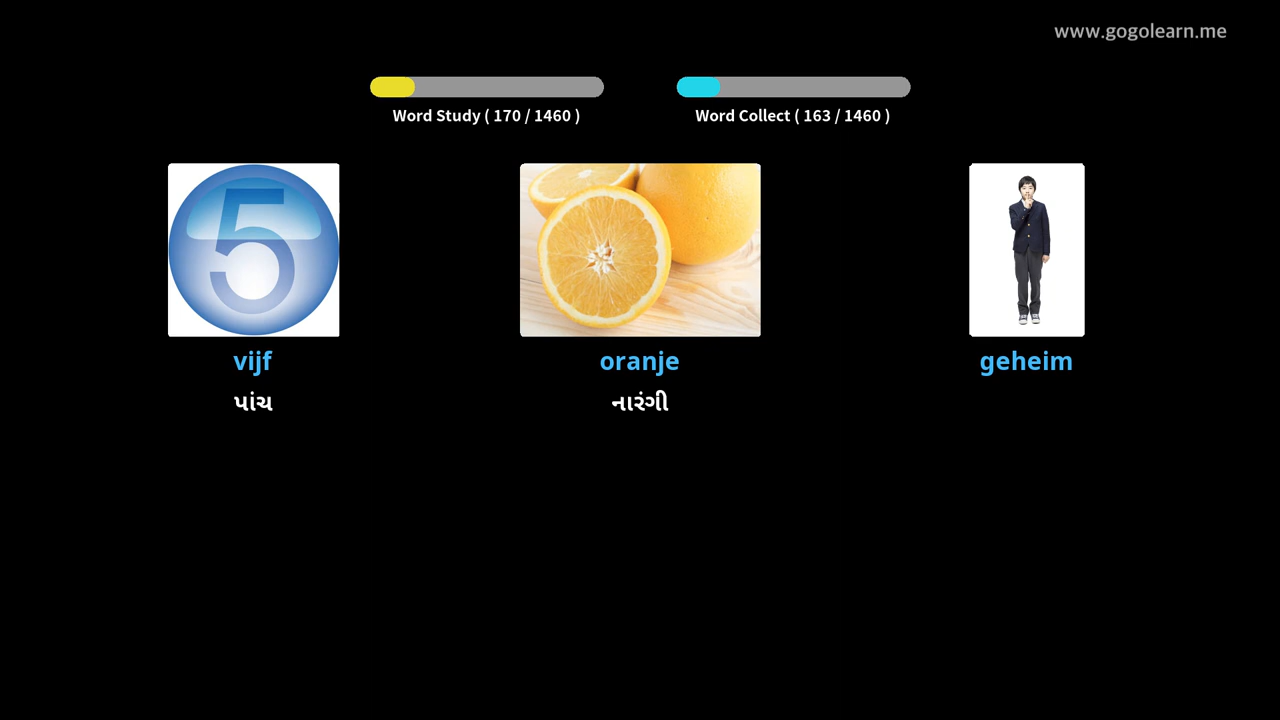 www.gogolearn.me
Word Study ( 170 / 1460 )
Word Collect ( 163 / 1460 )
5
vijf
oranje
geheim
પાંચ
નારંગી